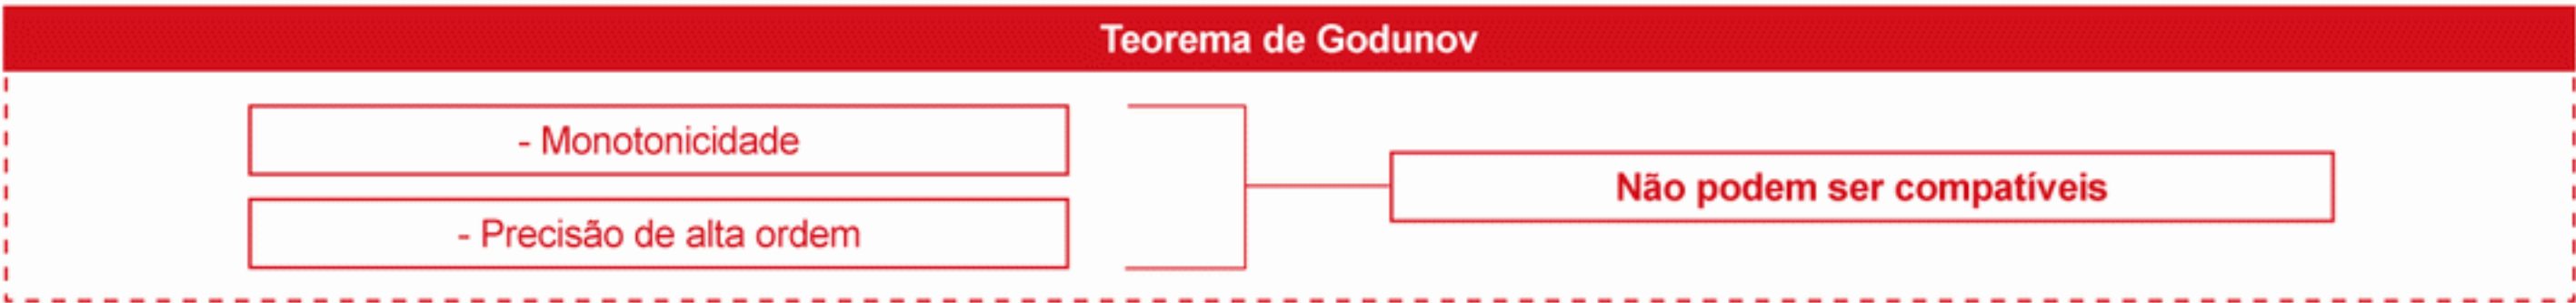 Teorema de Godunov
- Monotonicidade
- Precisão de alta ordem
Não podem ser compatíveis